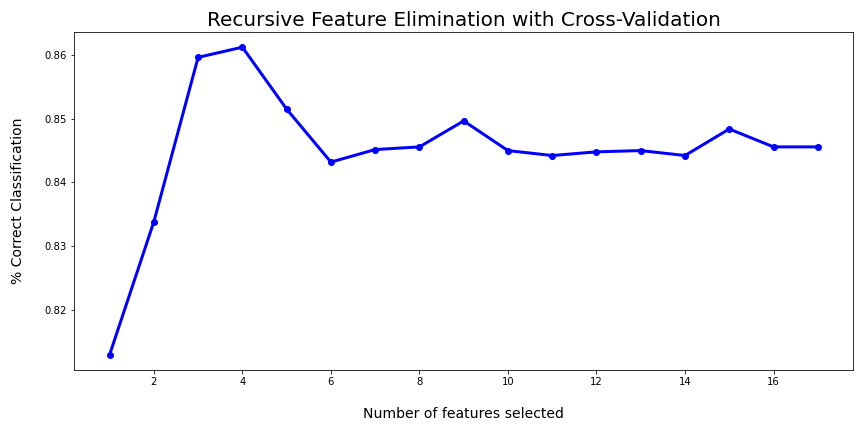 Recursive Feature Elimination with Cross-Validation
0.86
0.85
0.84
0.83
0.82
% Correct Classification
2 4 6 8 10 12 14 16
Number of features selected